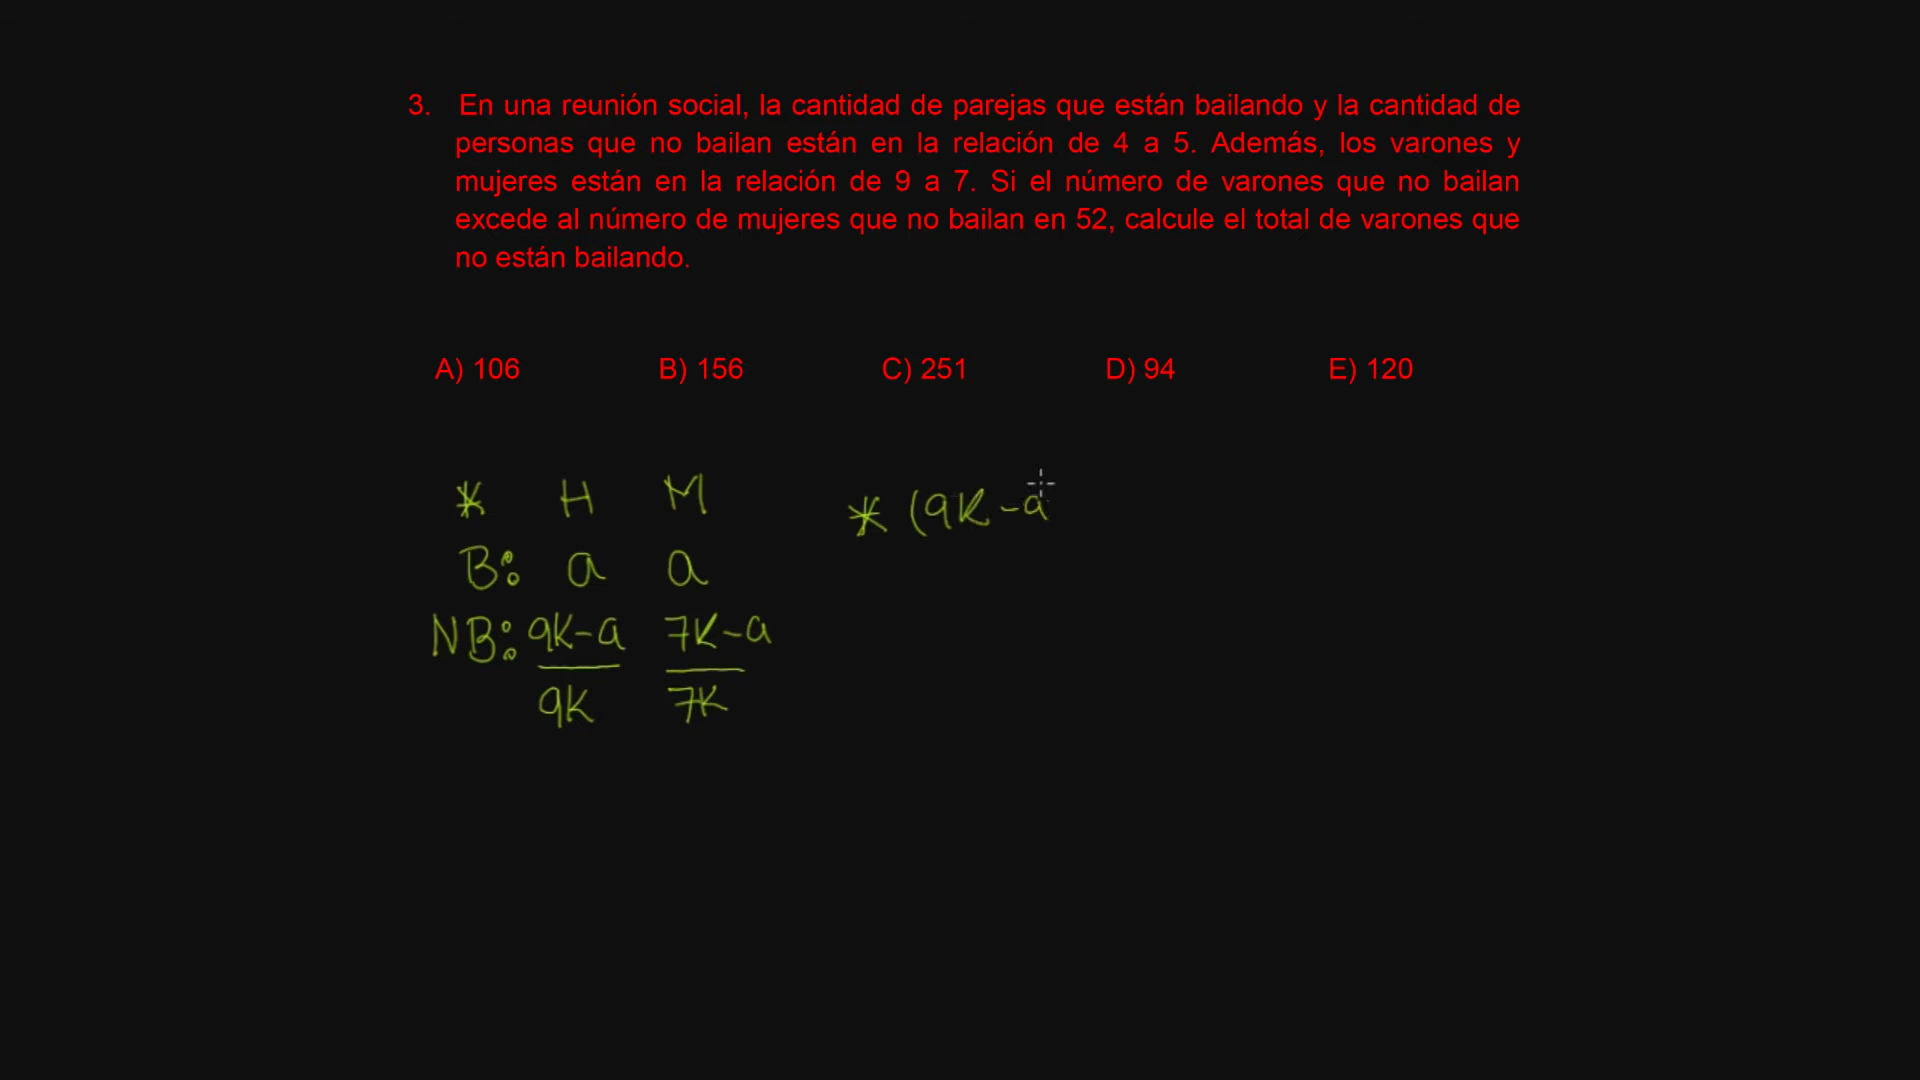 3. En una reunión social, la cantidad de parejas que están bailando y la cantidad de
personas que no bailan están en la relación de 4 a 5. Además, los varones y
mujeres están en la relación de 9 a 7. Si el número de varones que no bailan
excede al número de mujeres que no bailan en 52, calcule el total de varones que
no están bailando.
A) 106 B) 156 C) 251 D) 94 E) 120
* H M * (9K-a
B: a a
NB: 9K-a 7K-a
9K 7K